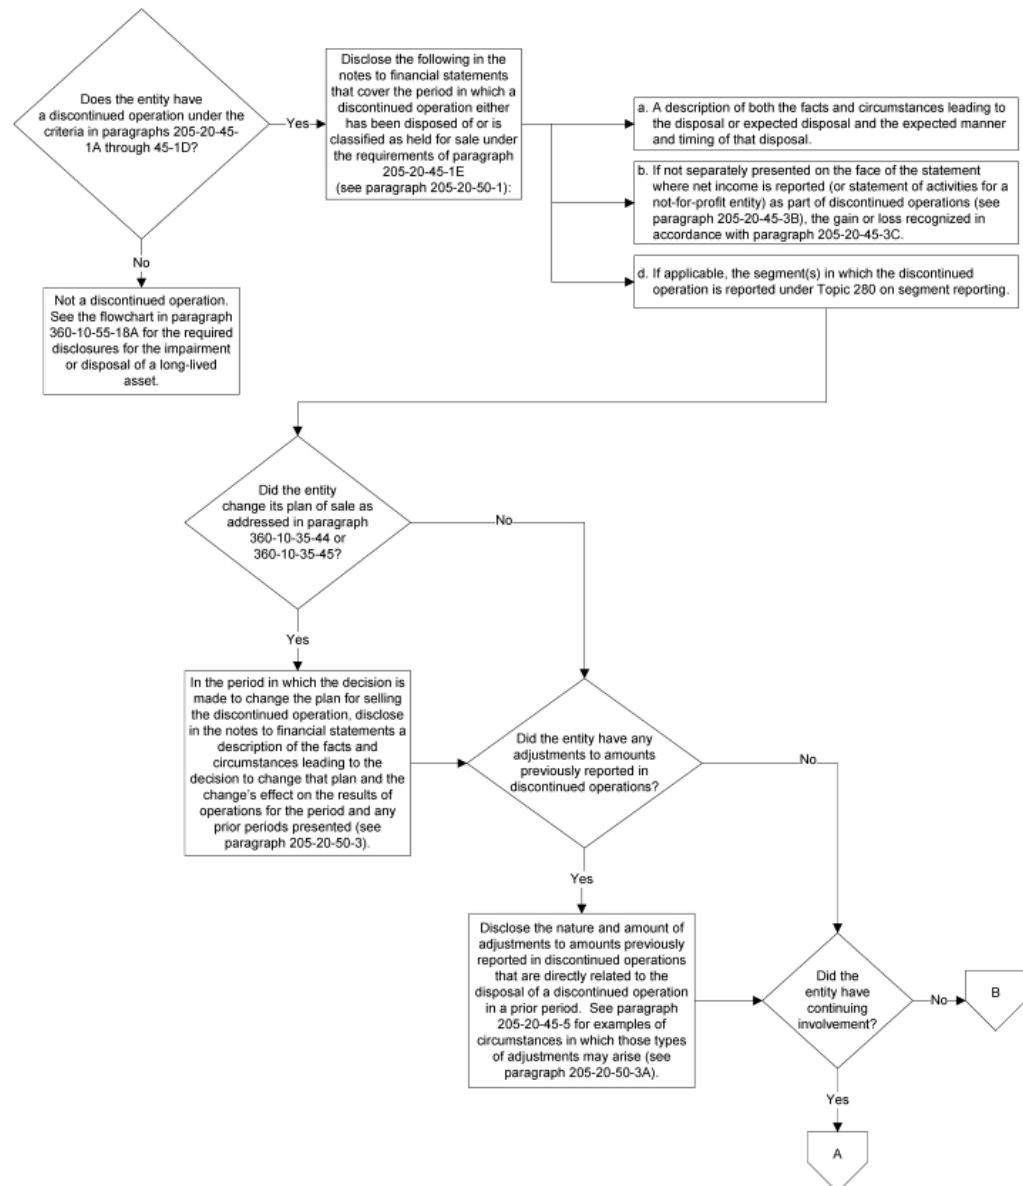 Does the entity have
a discontinued operation under the
criteria in paragraphs 205-20-45-
1A through 45-1D?
Yes
Disclose the following in the
notes to financial statements
that cover the period in which a
discontinued operation either
has been disposed of or is
classified as held for sale under
the requirements of paragraph
205-20-45-1E
(see paragraph 205-20-50-1):
a. A description of both the facts and circumstances leading to
the disposal or expected disposal and the expected manner
and timing of that disposal.
b. If not separately presented on the face of the statement
where net income is reported (or statement of activities for a
not-for-profit entity) as part of discontinued operations (see
paragraph 205-20-45-3B), the gain or loss recognized in
accordance with paragraph 205-20-45-3C.
d. If applicable, the segment(s) in which the discontinued
operation is reported under Topic 280 on segment reporting.
No
Not a discontinued operation.
See the flowchart in paragraph
360-10-55-18A for the required
disclosures for the impairment
or disposal of a long-lived
asset.
Did the entity
change its plan of sale as
addressed in paragraph
360-10-35-44 or
360-10-35-45?
No
Yes
In the period in which the decision is
made to change the plan for selling
the discontinued operation, disclose
in the notes to financial statements a
description of the facts and
circumstances leading to the
decision to change that plan and the
change's effect on the results of
operations for the period and any
prior periods presented (see
paragraph 205-20-50-3).
Did the entity have any
adjustments to amounts
previously reported in
discontinued operations?
No
Yes
Disclose the nature and amount of
adjustments to amounts previously
reported in discontinued operations
that are directly related to the
disposal of a discontinued operation
in a prior period. See paragraph
205-20-45-5 for examples of
circumstances in which those types
of adjustments may arise (see
paragraph 205-20-50-3A).
Did the
entity have
continuing
involvement?
No
B
Yes
A